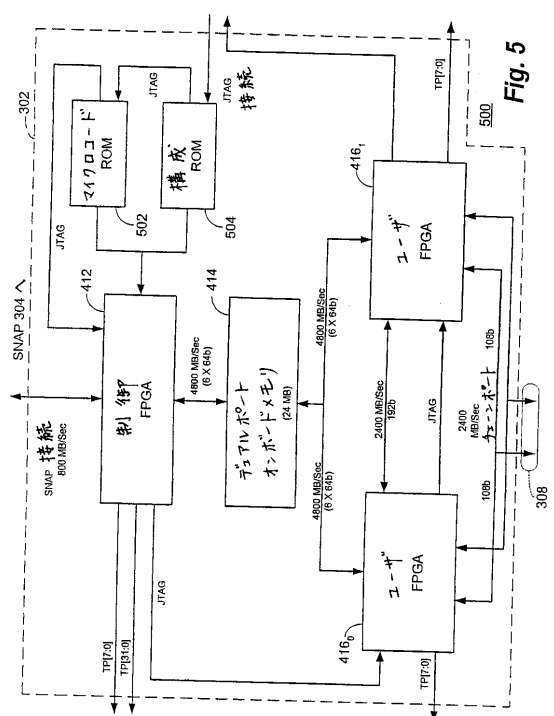 302
SNAP 304 へ
SNAP 接続
800 MB/Sec
JTAG
マイクロコード
ROM
502
JTAG
構成
ROM
504
JTAG
接続
412
制御
FPGA
TP[7:0]
TP[31:0]
JTAG
4800 MB/Sec
(6 X 64b)
414
デュアルポート
オンボードメモリ
(24 MB)
4800 MB/Sec
(6 X 64b)
4800 MB/Sec
(6 X 64b)
416₀
ユーザ
FPGA
TP[7:0]
2400 MB/Sec
192b
JTAG
416₁
ユーザ
FPGA
TP[7:0]
108b
2400
MB/Sec
チェーンポート
108b
308
500
Fig. 5